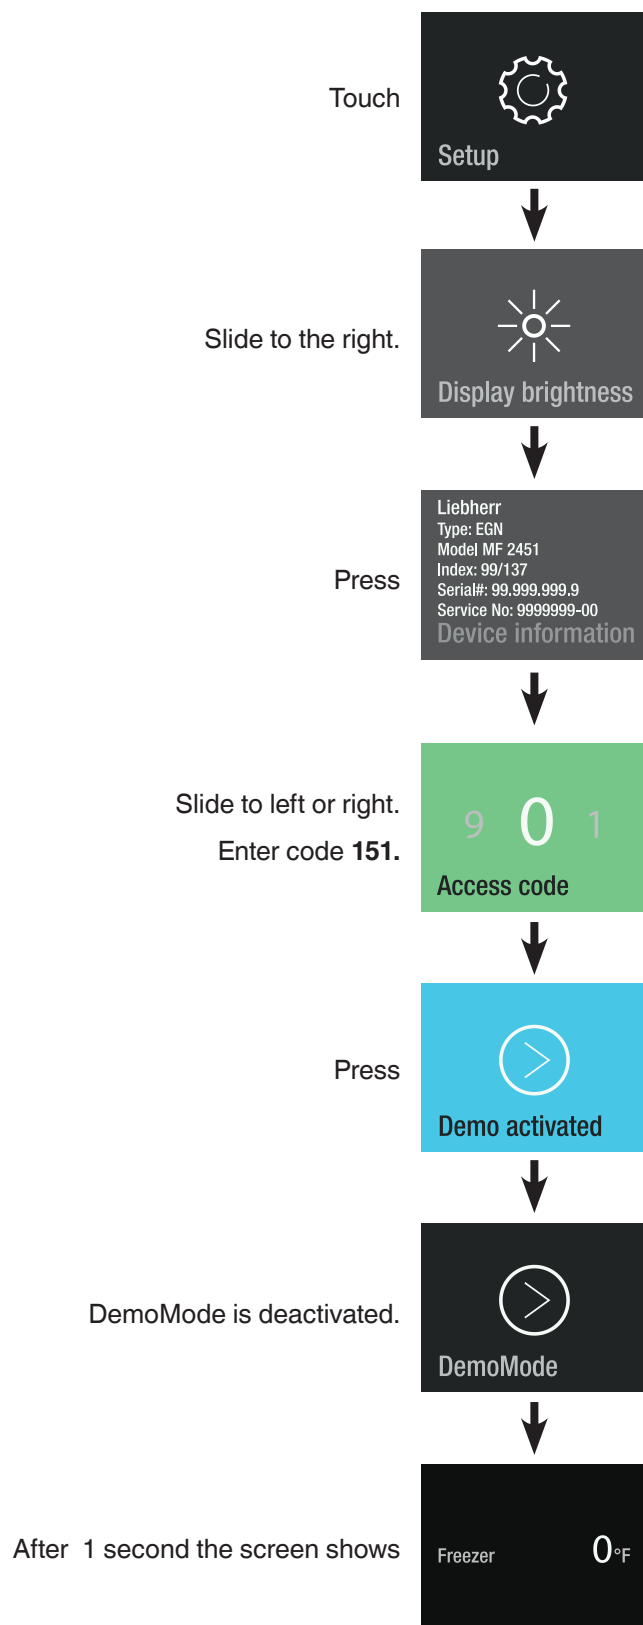 Touch
Setup
Slide to the right.
Display brightness
Press
Liebherr
Type: EGN
Model MF 2451
Index: 99/137
Serial#: 99.999.999.9
Service No: 9999999-00
Device information
Slide to left or right.
Enter code 151.
9 0 1
Access code
Press
Demo activated
DemoMode is deactivated.
DemoMode
After 1 second the screen shows
Freezer 0°F